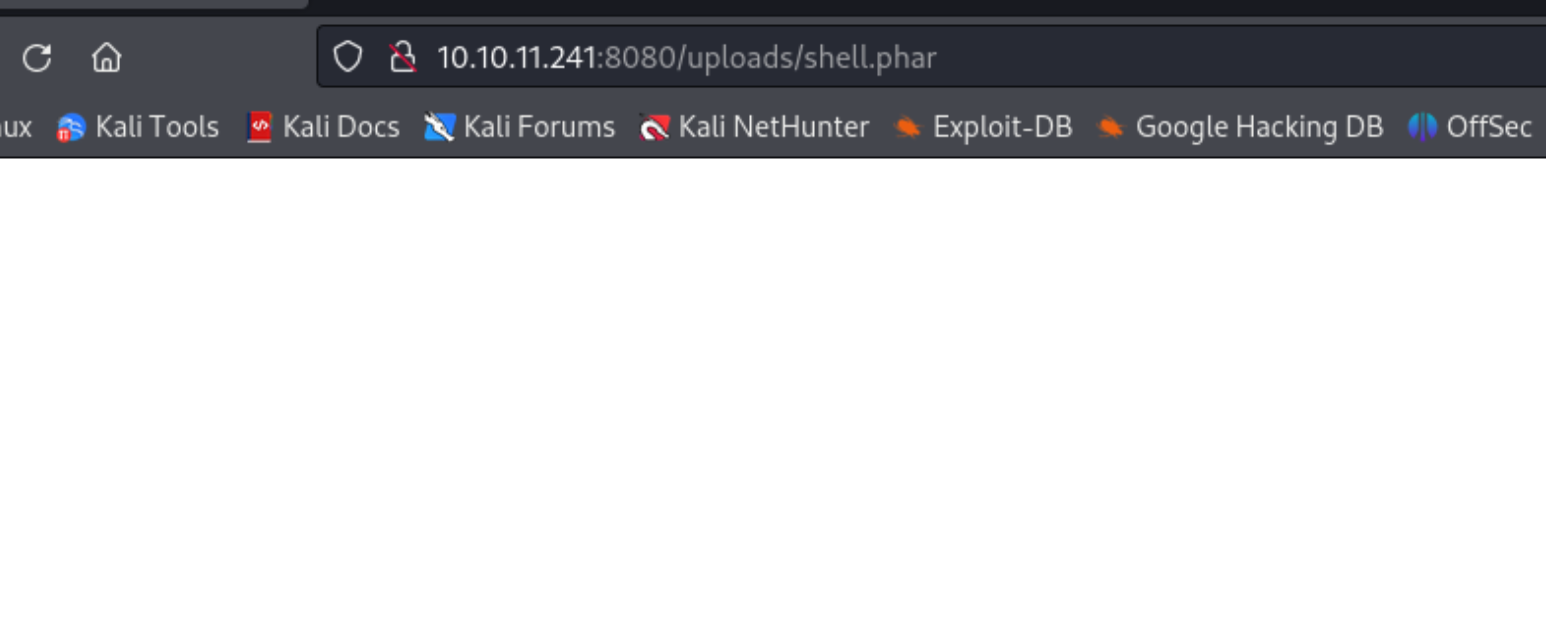 10.10.11.241:8080/uploads/shell.phar
ux Kali Tools Kali Docks Kali Forums Kali NetHunter Exploit-DB Google Hacking DB OffSec